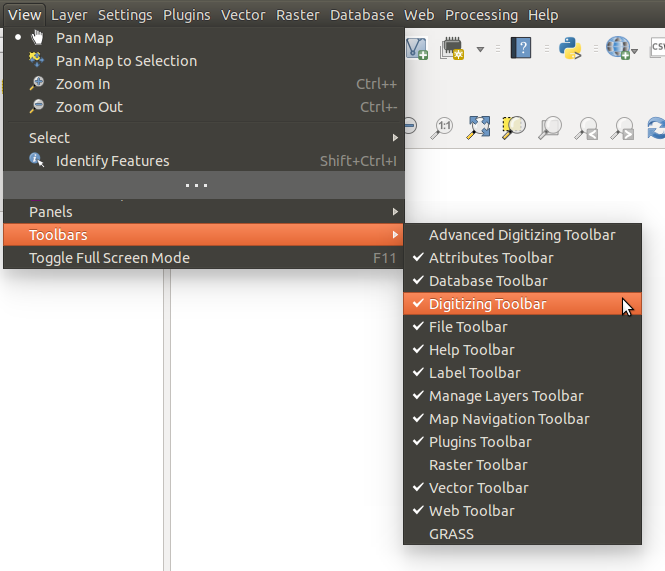 View Layer Settings Plugins Vector Raster Database Web Processing Help
Pan Map
Pan Map to Selection
Zoom In Ctrl++
Zoom Out Ctrl+-
Select
Identify Features Shift+Ctrl+I
...
Panels
Toolbars
Toggle Full Screen Mode F11
Advanced Digitizing Toolbar
Attributes Toolbar
Database Toolbar
Digitizing Toolbar
File Toolbar
Help Toolbar
Label Toolbar
Manage Layers Toolbar
Map Navigation Toolbar
Plugins Toolbar
Raster Toolbar
Vector Toolbar
Web Toolbar
GRASS
?
CSW
1:1